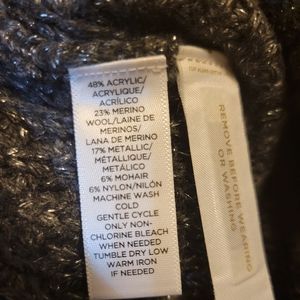 48% ACRYLIC/
ACRYLIQUE/
ACRÍLICO
23% MERINO
WOOL/LAINE DE
MERINOS/
LANA DE MERINO
17% METALLIC/
MÉTALLIQUE/
METÁLICO
6% MOHAIR
6% NYLON/NILÓN
MACHINE WASH
COLD
GENTLE CYCLE
ONLY NON-
CHLORINE BLEACH
WHEN NEEDED
TUMBLE DRY LOW
WARM IRON
IF NEEDED
REMOVE BEFORE WEARING
OR WASHING